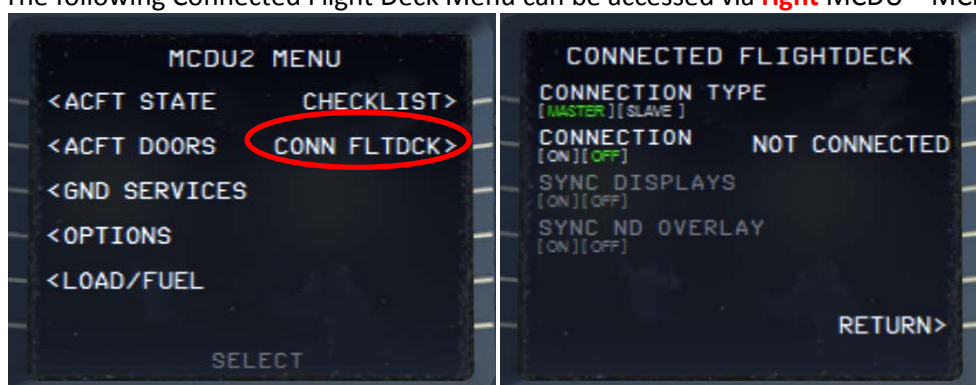 The following Connected Flight Deck Menu can be accessed via right MCDU
MCDU2 MENU
<ACFT STATE CHECKLIST>
<ACFT DOORS CONN FLTDCK>
<GND SERVICES
<OPTIONS
<LOAD/FUEL
SELECT
CONNECTED FLIGHTDECK
CONNECTION TYPE
[MASTER][SLAVE ]
CONNECTION NOT CONNECTED
[ON][OFF]
SYNC DISPLAYS
[ON][OFF]
SYNC ND OVERLAY
[ON][OFF]
RETURN>